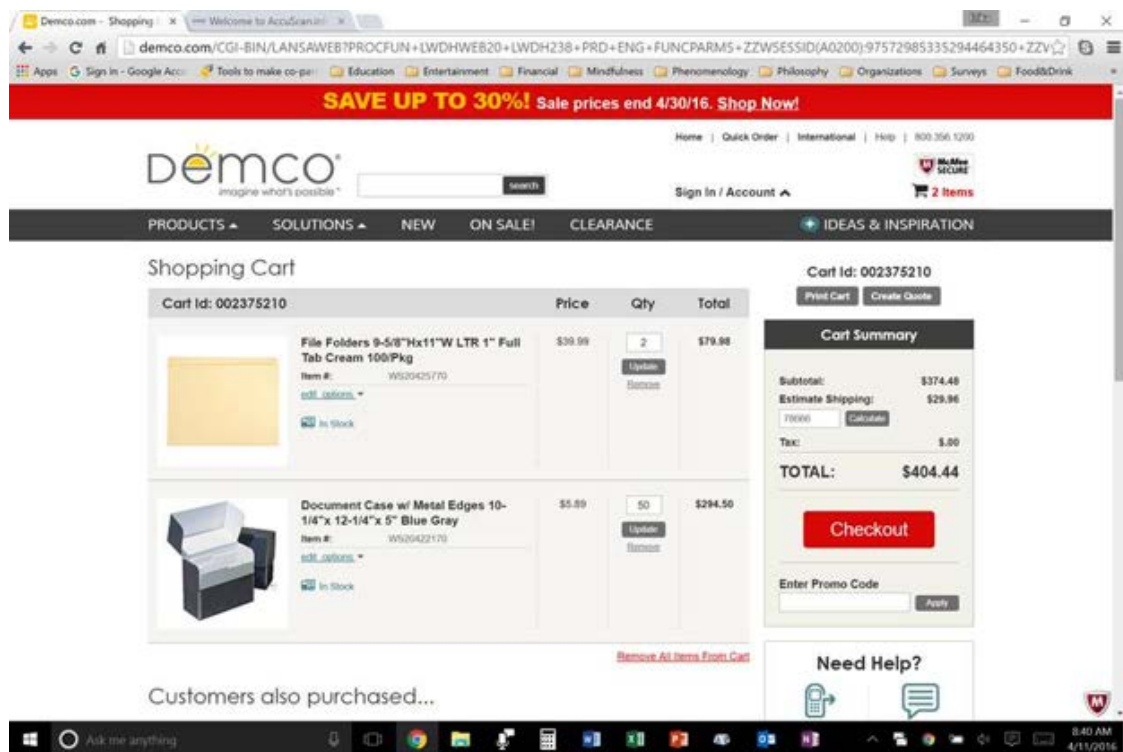 Demco.com - Shopping
Welcome to AccuScan
demco.com/CGI-BIN/LANSAWEB?PROCFUN+LWDHWEB20+LWDH238+PRD+ENG+FUNCPARMS+ZZWSESSID(A0200):97572985335294464350+ZZV
Apps Sign in - Google Acco Tools to make co-par Education Entertainment Financial Mindfulness Phenomenology Philosophy Organizations Surveys Food&Drink »
SAVE UP TO 30%! Sale prices end 4/30/16. Shop Now!
Home | Quick Order | International | Help | 800.356.1200
DEMCO®
imagine what's possible™
search
McAfee
SECURE
Sign In / Account
2 Items
PRODUCTS SOLUTIONS NEW ON SALE! CLEARANCE IDEAS & INSPIRATION
Shopping Cart
Cart Id: 002375210 Price Qty Total
File Folders 9-5/8"Hx11"W LTR 1" Full
Tab Cream 100/Pkg
Item #: WS20425770
edit options
In Stock
$39.99
2
Update
Remove
$79.98
Document Case w/ Metal Edges 10-
1/4"x 12-1/4"x 5" Blue Gray
Item #: WS20422170
edit options
In Stock
$5.89
50
Update
Remove
$294.50
Remove All Items From Cart
Customers also purchased...
Cart Id: 002375210
Print Cart Create Quote
Cart Summary
Subtotal: $374.48
Estimate Shipping: $29.96
78666 Calculate
Tax: $.00
TOTAL: $404.44
Checkout
Enter Promo Code
Apply
Need Help?
Ask me anything
8:40 AM
/11/2016